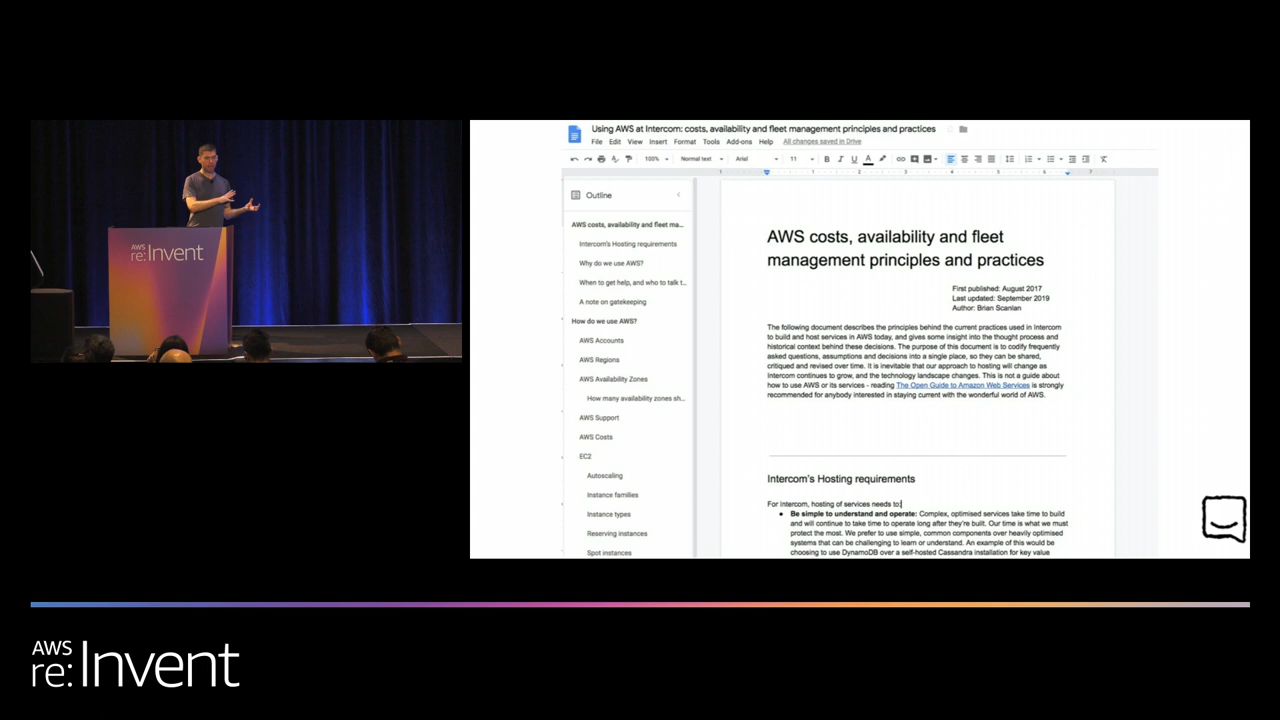 AWS
re:Invent
Using AWS at Intercom: costs, availability and fleet management principles and practices
File Edit View Insert Format Tools Add-ons Help All changes saved in Drive
100% Normal text Arial 11
Outline
AWS costs, availability and fleet ma...
Intercom's Hosting requirements
Why do we use AWS?
When to get help, and who to talk t...
A note on gatekeeping
How do we use AWS?
AWS Accounts
AWS Regions
AWS Availability Zones
How many availability zones sh...
AWS Support
AWS Costs
EC2
Autoscaling
Instance families
Instance types
Reserving instances
Spot instances
1 1 2 3 4 5 6 7
AWS costs, availability and fleet
management principles and practices
First published: August 2017
Last updated: September 2019
Author: Brian Scanlan
The following document describes the principles behind the current practices used in Intercom
to build and host services in AWS today, and gives some insight into the thought process and
historical context behind these decisions. The purpose of this document is to codify frequently
asked questions, assumptions and decisions into a single place, so they can be shared,
critiqued and revised over time. It is inevitable that our approach to hosting will change as
Intercom continues to grow, and the technology landscape changes. This is not a guide about
how to use AWS or its services - reading The Open Guide to Amazon Web Services is strongly
recommended for anybody interested in staying current with the wonderful world of AWS.
Intercom's Hosting requirements
For Intercom, hosting of services needs to:
● Be simple to understand and operate: Complex, optimised services take time to build
and will continue to take time to operate long after they're built. Our time is what we must
protect the most. We prefer to use simple, common components over heavily optimised
systems that can be challenging to learn or understand. An example of this would be
choosing to use DynamoDB over a self-hosted Cassandra installation for key value
AWS
re:Invent